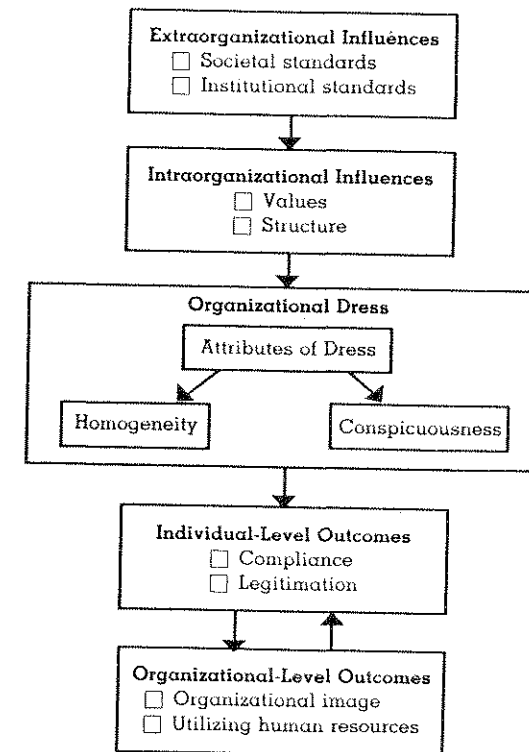 Extraorganizational Influences
☐ Societal standards
☐ Institutional standards
Intraorganizational Influences
☐ Values
☐ Structure
Organizational Dress
Attributes of Dress
Homogeneity
Conspicuousness
Individual-Level Outcomes
☐ Compliance
☐ Legitimation
Organizational-Level Outcomes
☐ Organizational image
☐ Utilizing human resources